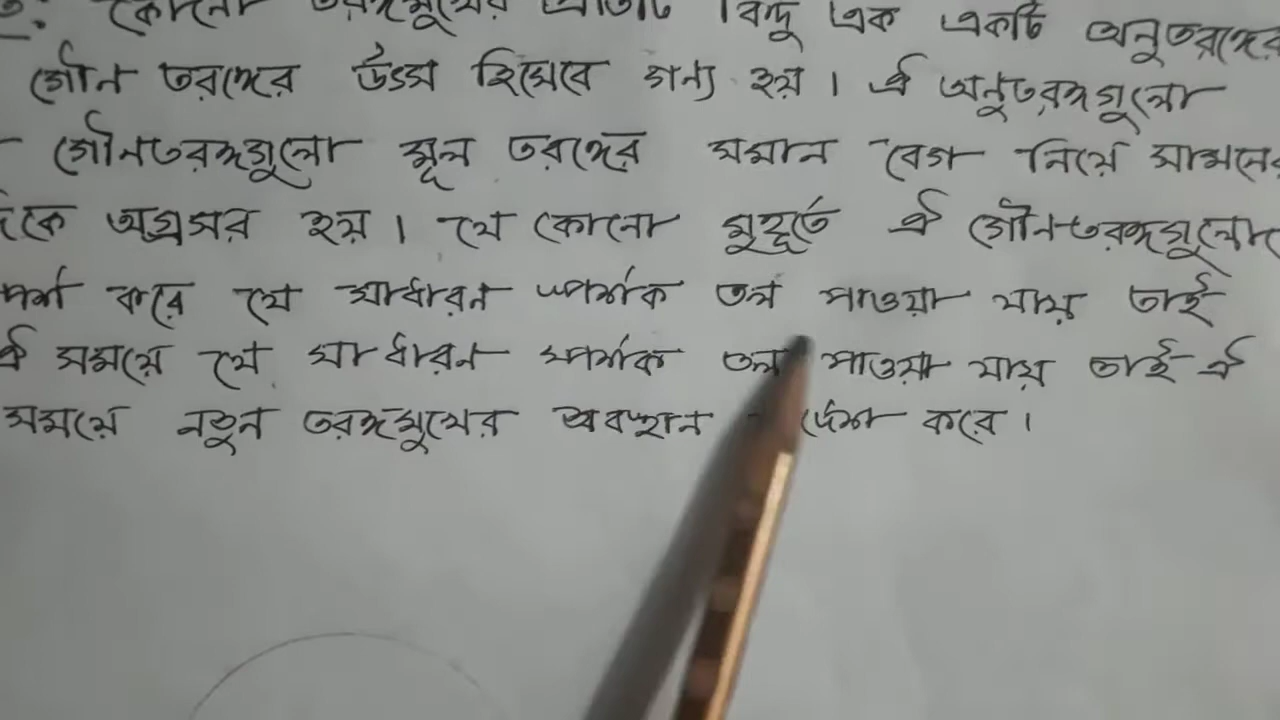 কোনো তরঙ্গমুখের প্রতিটি বিন্দু এক একটি অনুতরঙ্গের
গৌন তরঙ্গের উৎস হিসেবে গন্য হয়। ঐ অনুতরঙ্গগুলো
গৌনতরঙ্গগুলো মূল তরঙ্গের সমান বেগ নিয়ে সামনের
দিকে অগ্রসর হয়। যে কোনো মুহূর্তে ঐ গৌনতরঙ্গগুলো
স্পর্শ করে যে সাধারন স্পর্শক তল পাওয়া যায় তাই
ঐ সময়ে যে সাধারন স্পর্শক তল পাওয়া যায় তাই ঐ
সময়ে নতুন তরঙ্গমুখের অবস্থান করে।